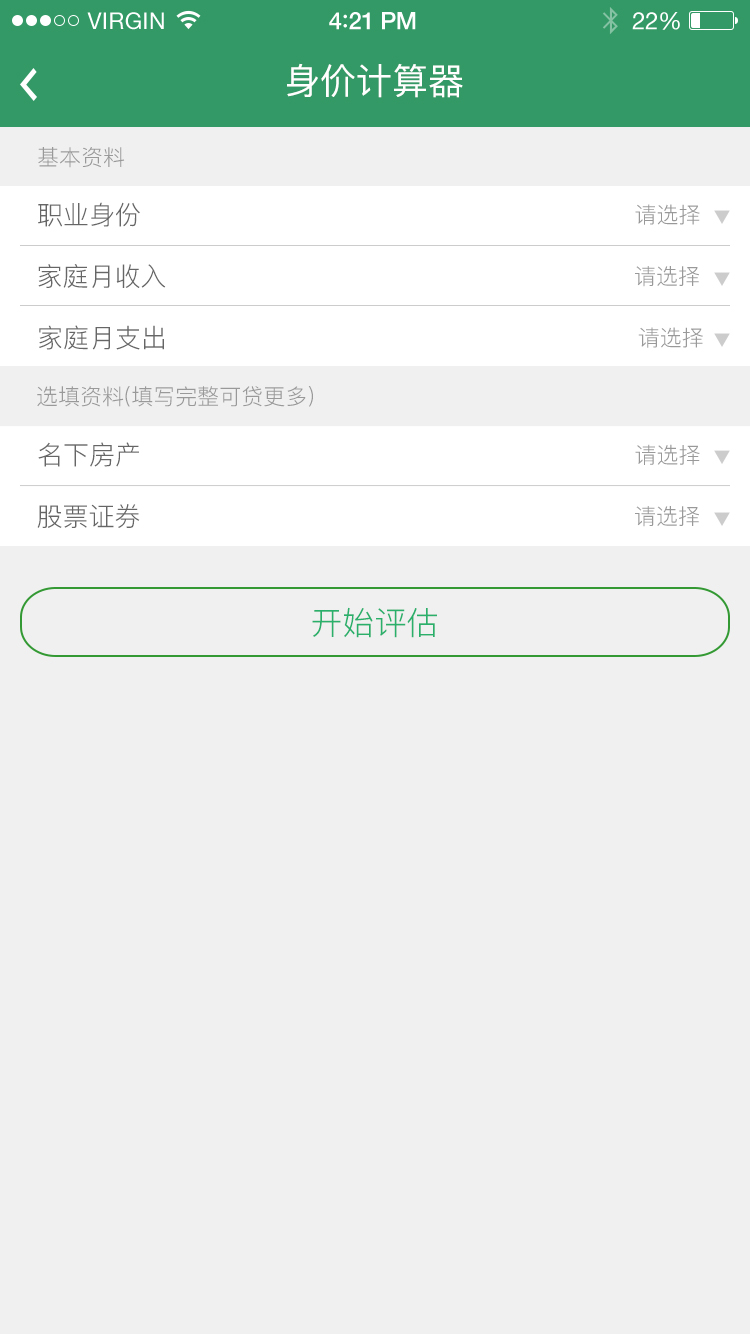 VIRGIN 4:21 PM 22%
身价计算器
基本资料
职业身份 请选择
家庭月收入 请选择
家庭月支出 请选择
选填资料(填写完整可贷更多)
名下房产 请选择
股票证券 请选择
开始评估